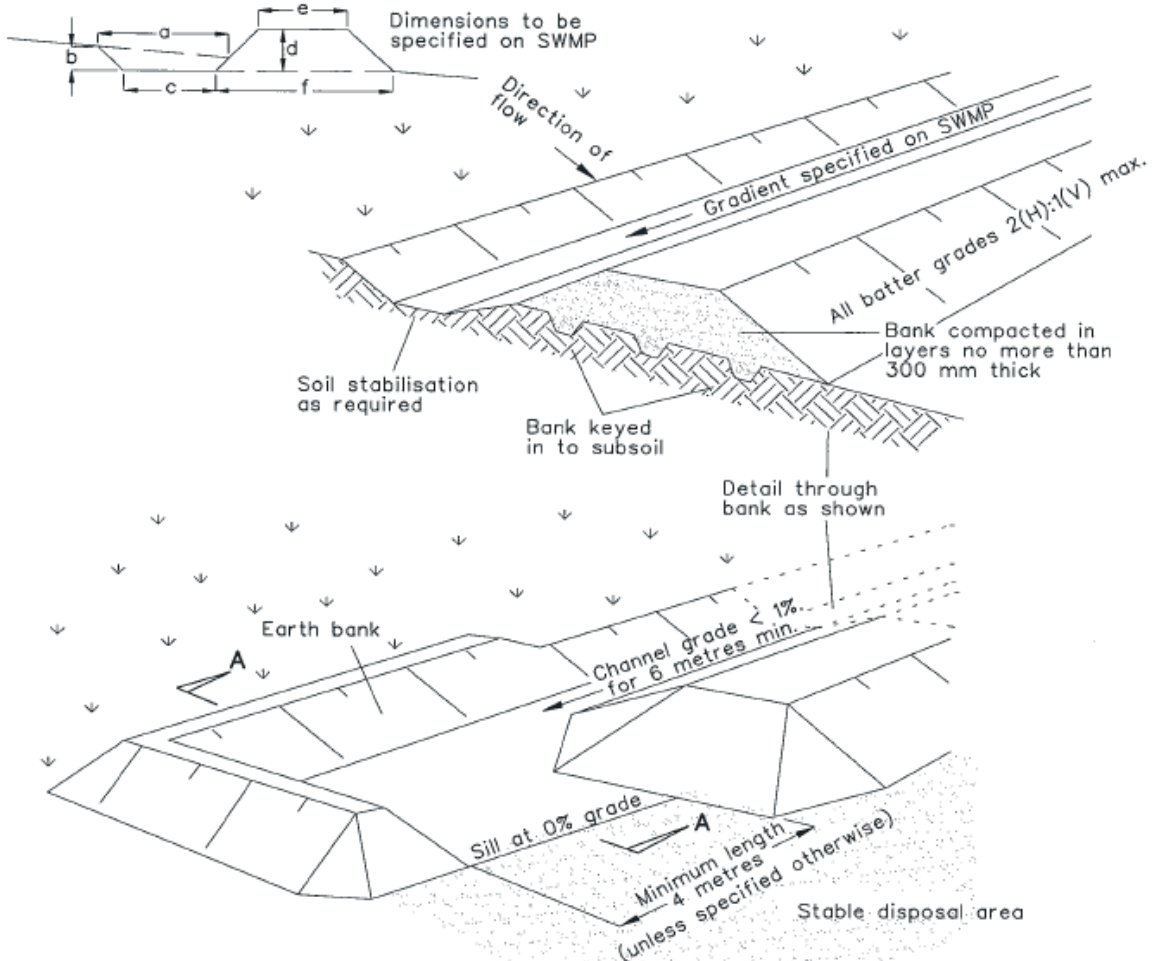 e
Dimensions to be
specified on SWMP
a
b
d
c
f
Direction of
flow
Gradient specified on SWMP
All batter grades 2(H):1(V) max.
Bank compacted in
layers no more than
300 mm thick
Soil stabilisation
as required
Bank keyed
in to subsoil
Detail through
bank as shown
Earth bank
A
Channel grade < 1%
for 6 metres min.
Sill at 0% grade
A
Minimum length
4 metres
(unless specified otherwise)
Stable disposal area